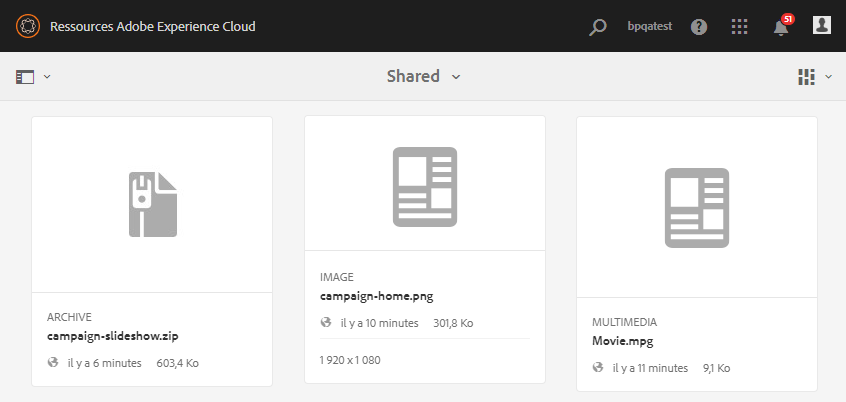 Ressources Adobe Experience Cloud
bpqatest
51
Shared
ARCHIVE
campaign-slideshow.zip
il y a 6 minutes 603,4 Ko
IMAGE
campaign-home.png
il y a 10 minutes 301,8 Ko
1 920 x 1 080
MULTIMEDIA
Movie.mpg
il y a 11 minutes 9,1 Ko